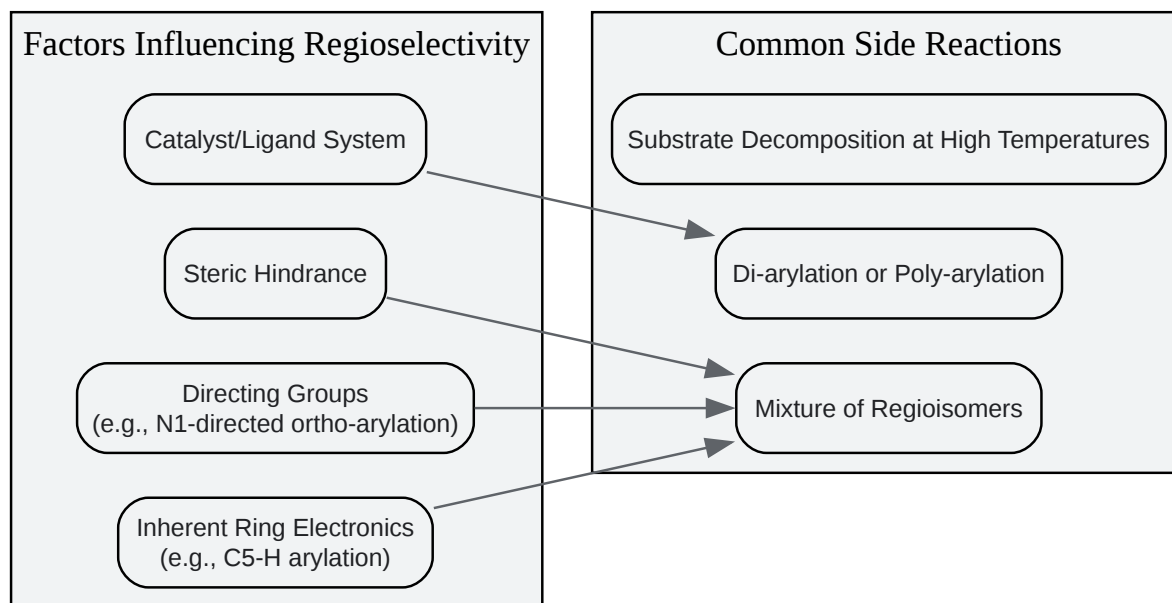 Factors Influencing Regioselectivity
Catalyst/Ligand System
Steric Hindrance
Directing Groups
(e.g., N1-directed ortho-arylation)
Inherent Ring Electronics
(e.g., C5-H arylation)
Common Side Reactions
Substrate Decomposition at High Temperatures
Di-arylation or Poly-arylation
Mixture of Regioisomers